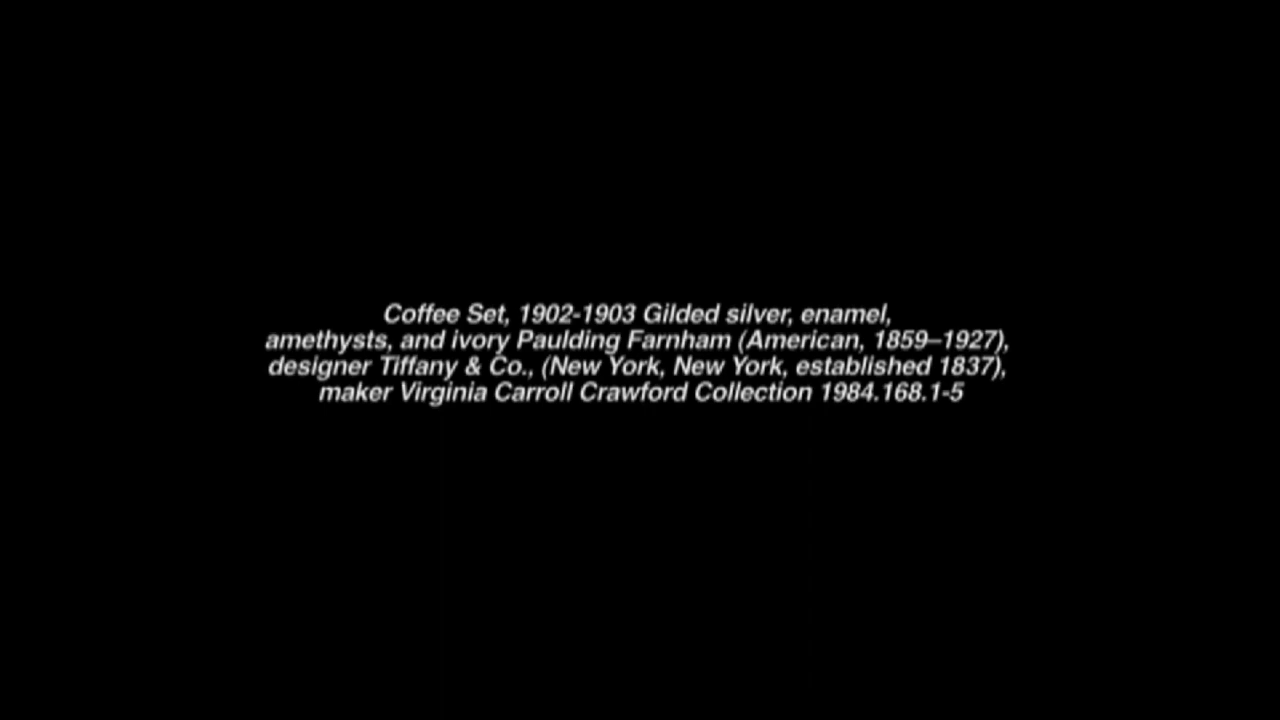 Coffee Set, 1902-1903 Gilded silver, enamel,
amethysts, and ivory Paulding Farnham (American, 1859–1927),
designer Tiffany & Co., (New York, New York, established 1837),
maker Virginia Carroll Crawford Collection 1984.168.1-5